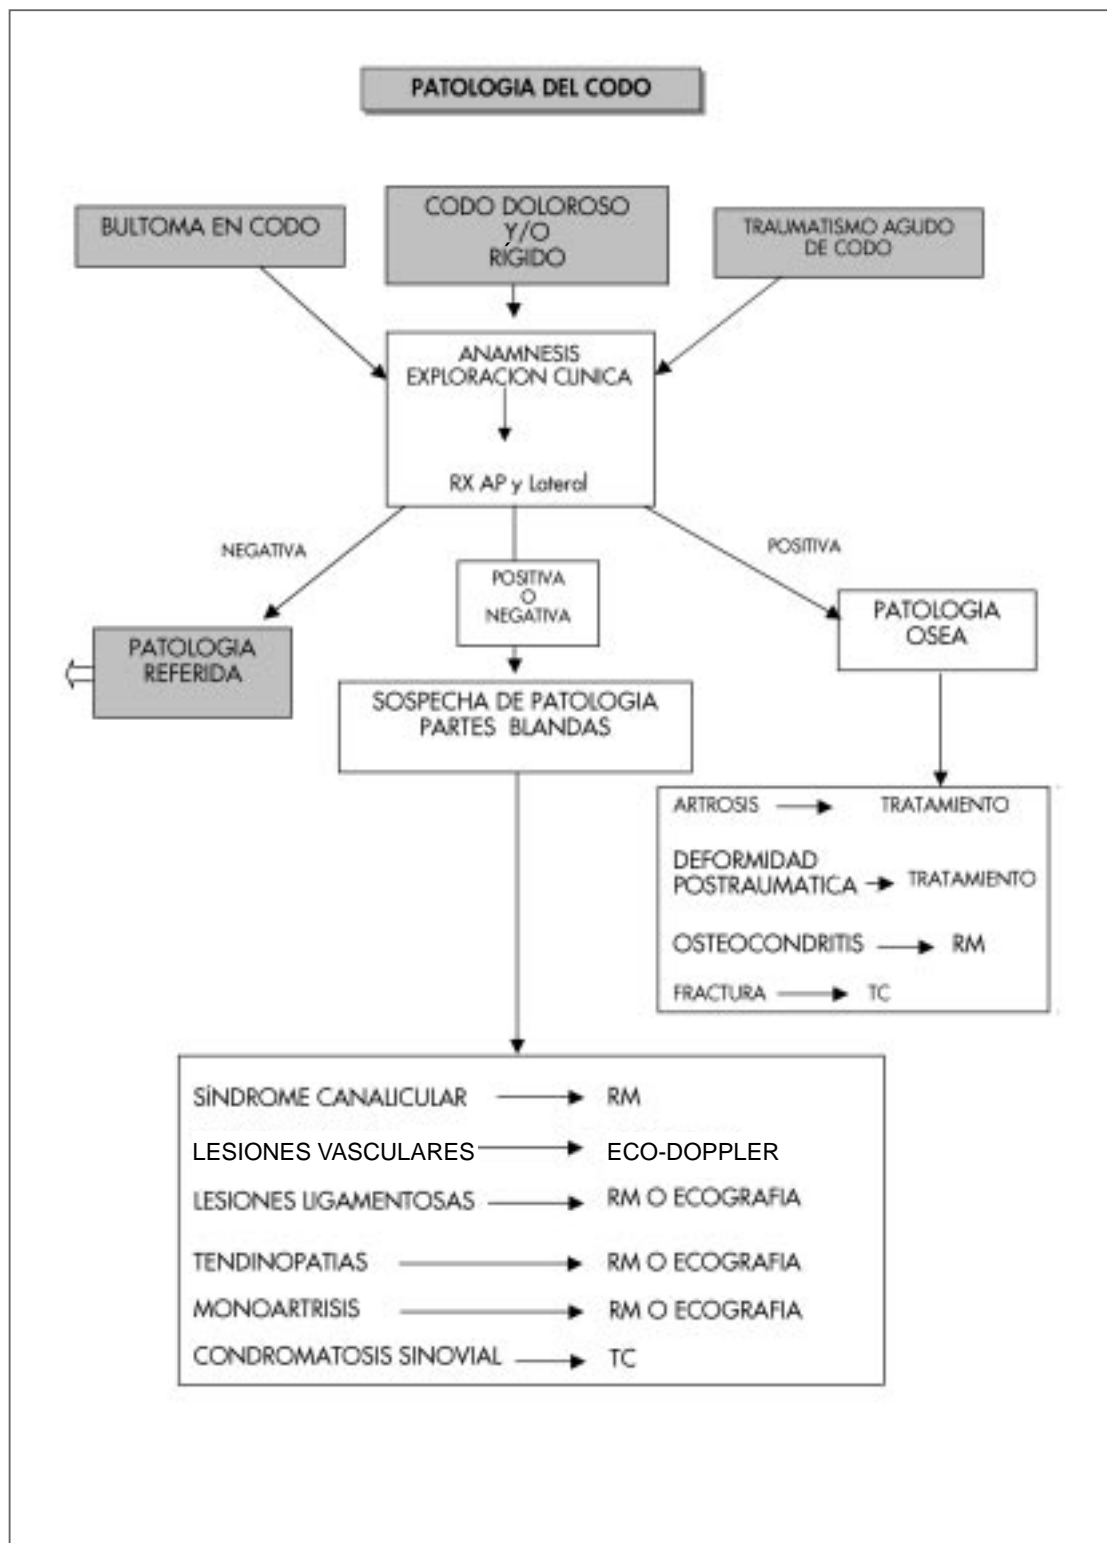 PATOLOGIA DEL CODO
BULTOMA EN CODO
CODO DOLOROSO
Y/O
RÍGIDO
TRAUMATISMO AGUDO
DE CODO
ANAMNESIS
EXPLORACION CLINICA
RX AP y Lateral
NEGATIVA
POSITIVA
O
NEGATIVA
POSITIVA
PATOLOGIA
REFERIDA
SOSPECHA DE PATOLOGIA
PARTES BLANDAS
PATOLOGIA
OSEA
ARTROSIS TRATAMIENTO
DEFORMIDAD
POSTRAUMATICA TRATAMIENTO
OSTEOCONDRITIS RM
FRACTURA TC
SÍNDROME CANALICULAR RM
LESIONES VASCULARES ECO-DOPPLER
LESIONES LIGAMENTOSAS RM O ECOGRAFIA
TENDINOPATIAS RM O ECOGRAFIA
MONOARTRISIS RM O ECOGRAFIA
CONDROMATOSIS SINOVIAL TC